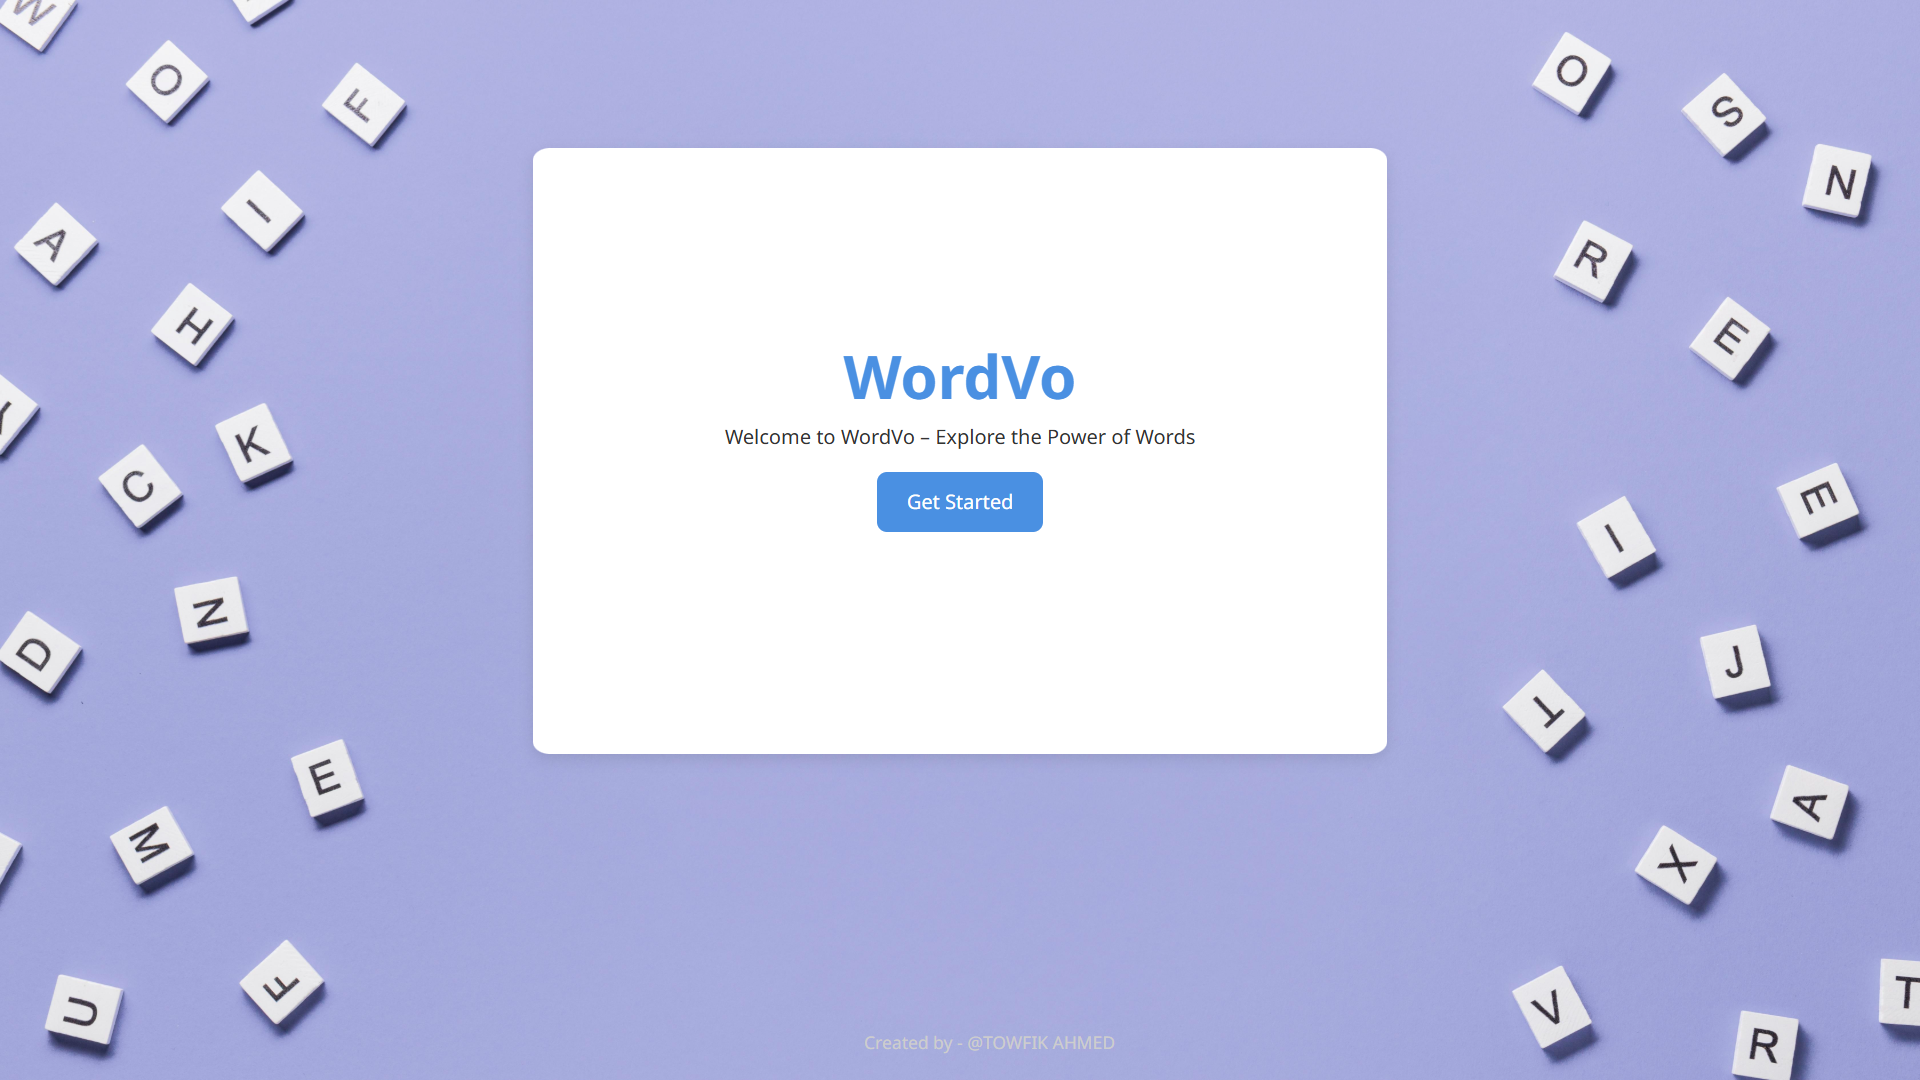 W
O
F
I
A
H
Y
K
C
N
D
E
M
F
U
O
S
N
R
E
E
I
J
T
A
X
V
R
T
WordVo
Welcome to WordVo – Explore the Power of Words
Get Started
Created by - @TOWFIK AHMED